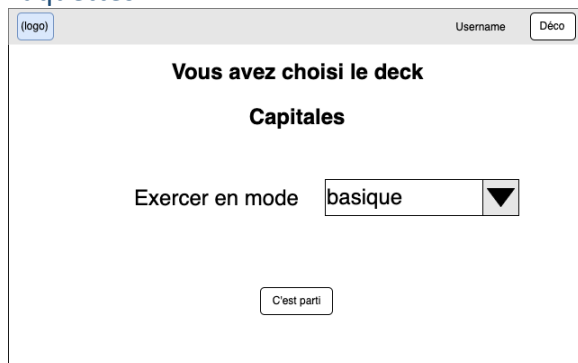 (logo) Username Déco
Vous avez choisi le deck
Capitales
Exercer en mode basique
C'est parti